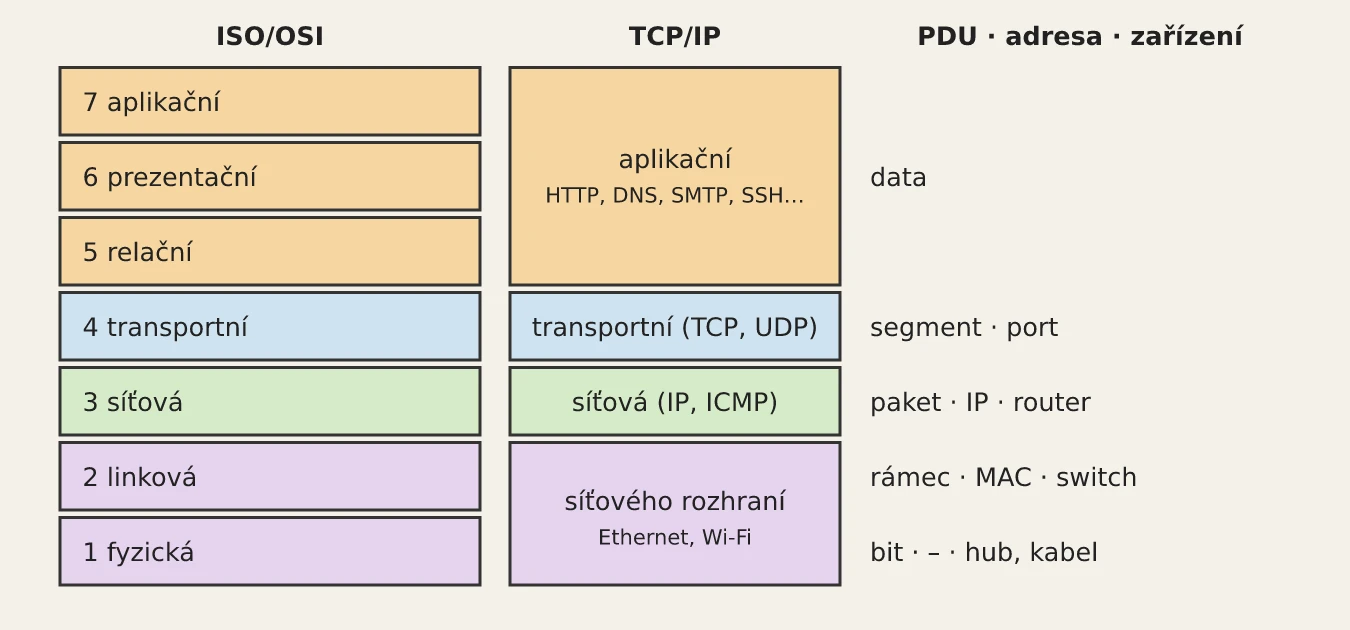 ISO/OSI
TCP/IP
PDU · adresa · zařízení
7 aplikační
6 prezentační
5 relační
aplikační
HTTP, DNS, SMTP, SSH…
data
4 transportní
transportní (TCP, UDP)
segment · port
3 síťová
síťová (IP, ICMP)
paket · IP · router
2 linková
1 fyzická
síťového rozhraní
Ethernet, Wi-Fi
rámec · MAC · switch
bit · – · hub, kabel